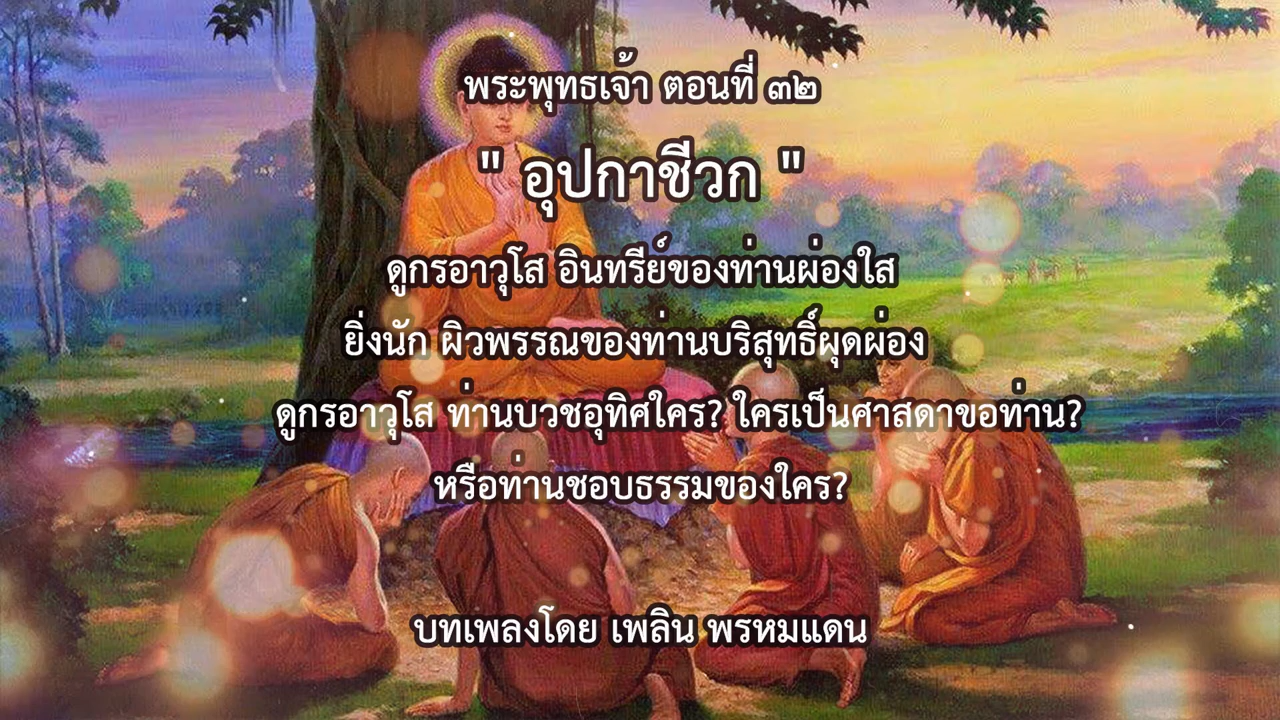 พระพุทธเจ้า ตอนที่ ๓๒
" อุปกาชีวก "
ดูกรอาวุโส อินทรีย์ของท่านผ่องใส
ยิ่งนัก ผิวพรรณของท่านบริสุทธิ์ผุดผ่อง
ดูกรอาวุโส ท่านบวชอุทิศใคร? ใครเป็นศาสดาขอท่าน?
หรือท่านชอบธรรมของใคร?
บทเพลงโดย เพลิน พรหมแดน